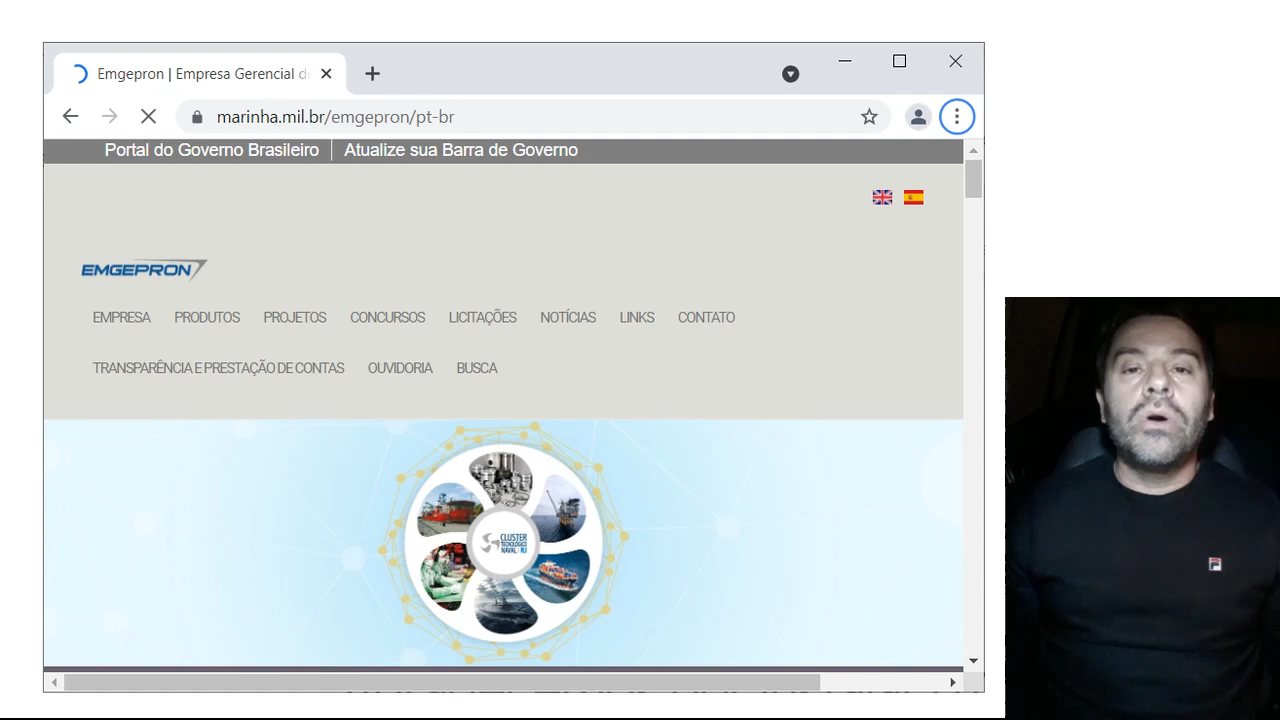 Emgepron | Empresa Gerencial d
marinha.mil.br/emgepron/pt-br
Portal do Governo Brasileiro Atualize sua Barra de Governo
EMGEPRON
EMPRESA PRODUTOS PROJETOS CONCURSOS LICITAÇÕES NOTÍCIAS LINKS CONTATO
TRANSPARÊNCIA E PRESTAÇÃO DE CONTAS OUVIDORIA BUSCA
CLUSTER
TECNOLÓGICO
NAVAL RJ